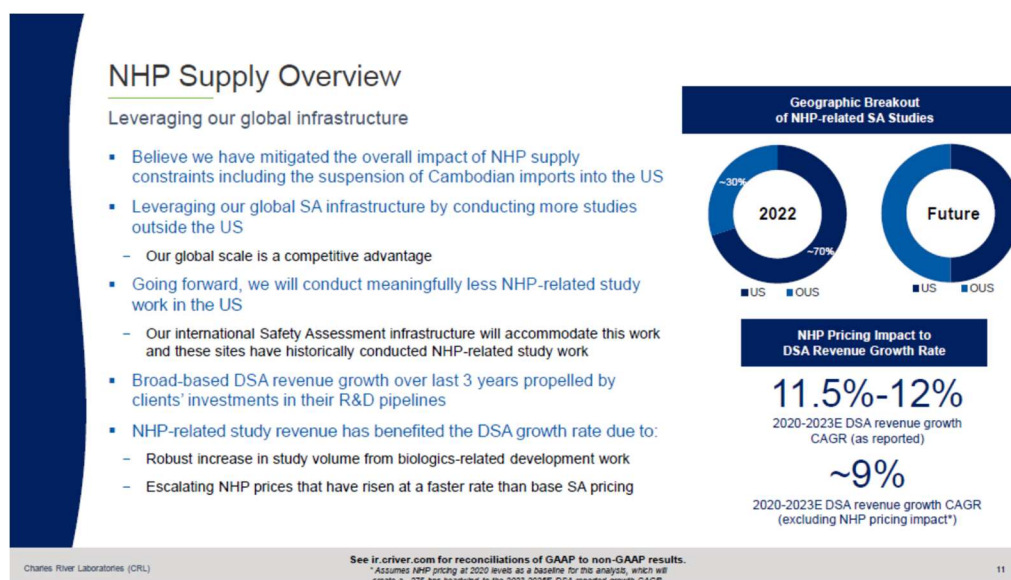 NHP Supply Overview
Leveraging our global infrastructure
▪ Believe we have mitigated the overall impact of NHP supply
constraints including the suspension of Cambodian imports into the US
▪ Leveraging our global SA infrastructure by conducting more studies
outside the US
– Our global scale is a competitive advantage
▪ Going forward, we will conduct meaningfully less NHP-related study
work in the US
– Our international Safety Assessment infrastructure will accommodate this work
and these sites have historically conducted NHP-related study work
▪ Broad-based DSA revenue growth over last 3 years propelled by
clients' investments in their R&D pipelines
▪ NHP-related study revenue has benefited the DSA growth rate due to:
– Robust increase in study volume from biologics-related development work
– Escalating NHP prices that have risen at a faster rate than base SA pricing
Geographic Breakout
of NHP-related SA Studies
~30%
2022
~70%
US OUS
Future
US OUS
NHP Pricing Impact to
DSA Revenue Growth Rate
11.5%-12%
2020-2023E DSA revenue growth
CAGR (as reported)
~9%
2020-2023E DSA revenue growth CAGR
(excluding NHP pricing impact*)
Charles River Laboratories (CRL)
See ir.criver.com for reconciliations of GAAP to non-GAAP results.
* Assumes NHP pricing at 2020 levels as a baseline for this analysis, which will
11